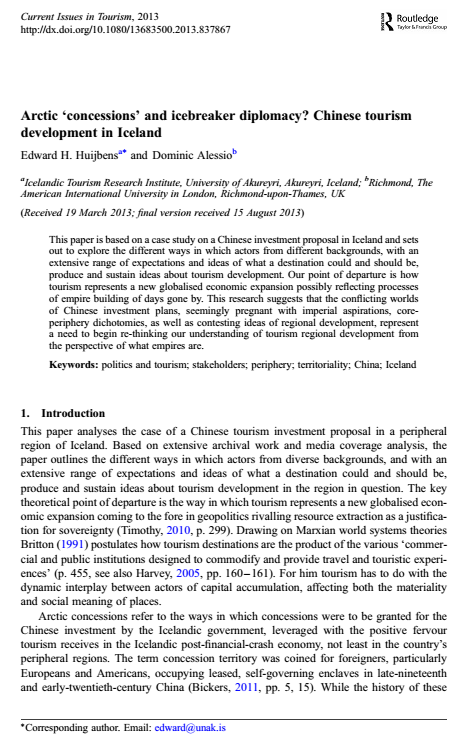 Current Issues in Tourism, 2013
http://dx.doi.org/10.1080/13683500.2013.837867
Routledge
Taylor & Francis Group
ROUTLEDGE
Arctic ‘concessions’ and icebreaker diplomacy? Chinese tourism
development in Iceland
Edward H. Huijbensa* and Dominic Alessiob
aIcelandic Tourism Research Institute, University of Akureyri, Akureyri, Iceland; bRichmond, The
American International University in London, Richmond-upon-Thames, UK
(Received 19 March 2013; final version received 15 August 2013)
This paper is based on a case study on a Chinese investment proposal in Iceland and sets
out to explore the different ways in which actors from different backgrounds, with an
extensive range of expectations and ideas of what a destination could and should be,
produce and sustain ideas about tourism development. Our point of departure is how
tourism represents a new globalised economic expansion possibly reflecting processes
of empire building of days gone by. This research suggests that the conflicting worlds
of Chinese investment plans, seemingly pregnant with imperial aspirations, core-
periphery dichotomies, as well as contesting ideas of regional development, represent
a need to begin re-thinking our understanding of tourism regional development from
the perspective of what empires are.
Keywords: politics and tourism; stakeholders; periphery; territoriality; China; Iceland
1. Introduction
This paper analyses the case of a Chinese tourism investment proposal in a peripheral
region of Iceland. Based on extensive archival work and media coverage analysis, the
paper outlines the different ways in which actors from diverse backgrounds, and with an
extensive range of expectations and ideas of what a destination could and should be,
produce and sustain ideas about tourism development in the region in question. The key
theoretical point of departure is the way in which tourism represents a new globalised econ-
omic expansion coming to the fore in geopolitics rivalling resource extraction as a justifica-
tion for sovereignty (Timothy, 2010, p. 299). Drawing on Marxian world systems theories
Britton (1991) postulates how tourism destinations are the product of the various ‘commer-
cial and public institutions designed to commodify and provide travel and touristic experi-
ences’ (p. 455, see also Harvey, 2005, pp. 160–161). For him tourism has to do with the
dynamic interplay between actors of capital accumulation, affecting both the materiality
and social meaning of places.
Arctic concessions refer to the ways in which concessions were to be granted for the
Chinese investment by the Icelandic government, leveraged with the positive fervour
tourism receives in the Icelandic post-financial-crash economy, not least in the country’s
peripheral regions. The term concession territory was coined for foreigners, particularly
Europeans and Americans, occupying leased, self-governing enclaves in late-nineteenth
and early-twentieth-century China (Bickers, 2011, pp. 5, 15). While the history of these
*Corresponding author. Email: edward@unak.is